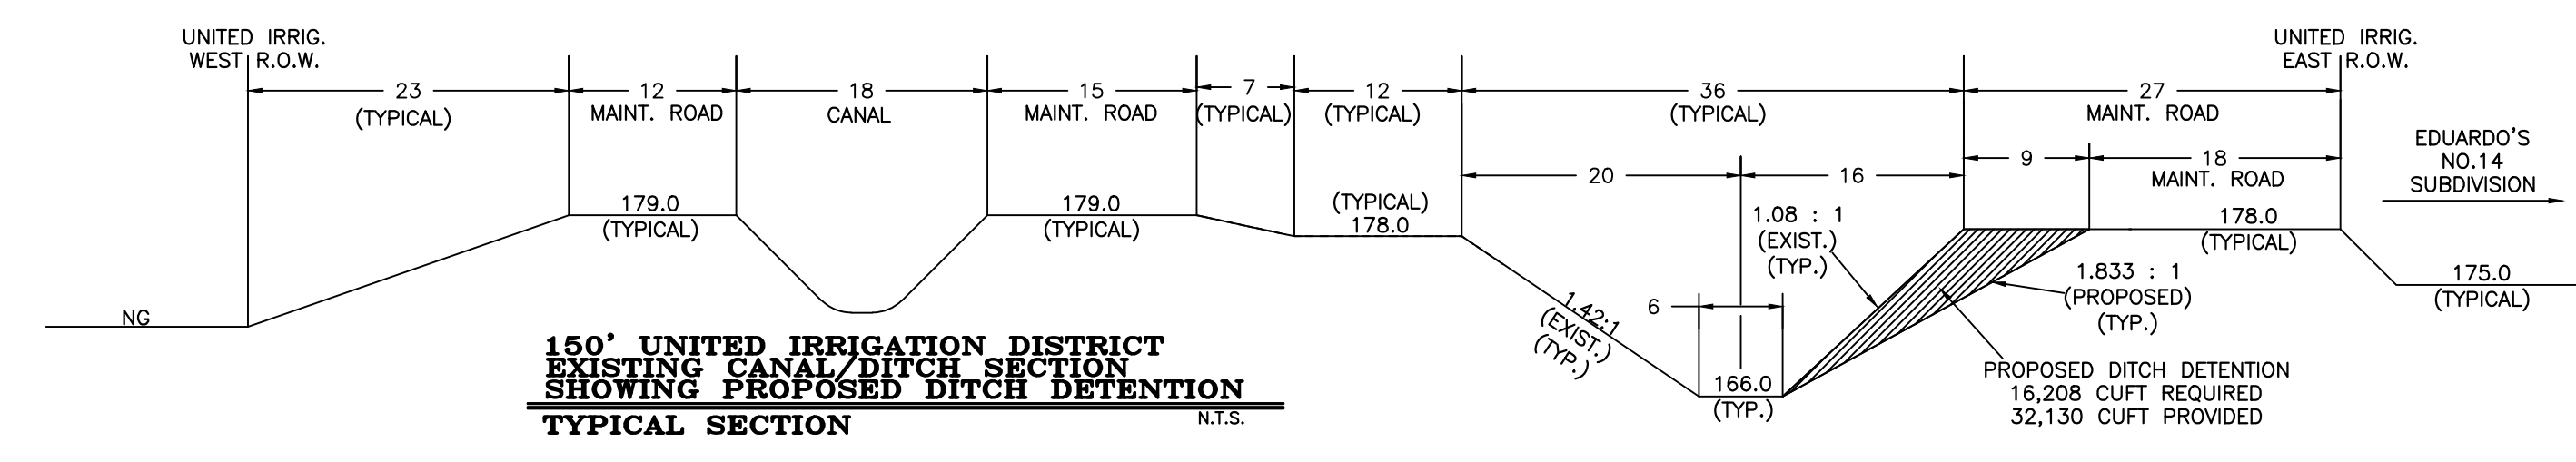 UNITED IRRIG.
WEST R.O.W.
UNITED IRRIG.
EAST R.O.W.
23
(TYPICAL)
12
MAINT. ROAD
18
CANAL
15
MAINT. ROAD
7
(TYPICAL)
12
(TYPICAL)
36
(TYPICAL)
27
MAINT. ROAD
20
16
9
18
MAINT. ROAD
EDUARDO'S
NO.14
SUBDIVISION
179.0
(TYPICAL)
179.0
(TYPICAL)
(TYPICAL)
178.0
1.08 : 1
(EXIST.)
(TYP.)
178.0
(TYPICAL)
1.833 : 1
(PROPOSED)
(TYP.)
175.0
(TYPICAL)
NG
6
1.42:1
(EXIST.)
(TYP.)
166.0
(TYP.)
PROPOSED DITCH DETENTION
16,208 CUFT REQUIRED
32,130 CUFT PROVIDED
150' UNITED IRRIGATION DISTRICT
EXISTING CANAL/DITCH SECTION
SHOWING PROPOSED DITCH DETENTION
TYPICAL SECTION
N.T.S.